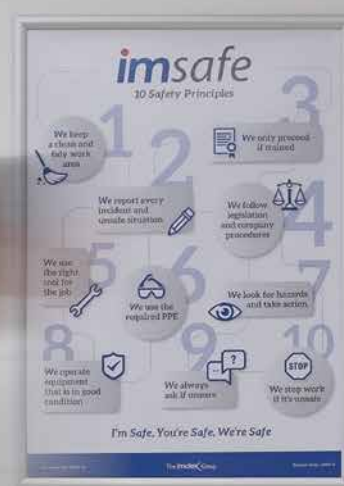 imsafe
10 Safety Principles
1
We keep
a clean and
tidy work
area
2
We report every
incident and
unsafe situation
3
We only proceed
if trained
4
We follow
legislation
and company
procedures
5
We use
the right
tool for
the job
6
We use the
required PPE
7
We look for hazards
and take action
8
We operate
equipment
that is in good
condition
9
?
We always
ask if unsure
10
STOP
We stop work
if it's unsafe
I'm Safe, You're Safe, We're Safe
The imdex Group